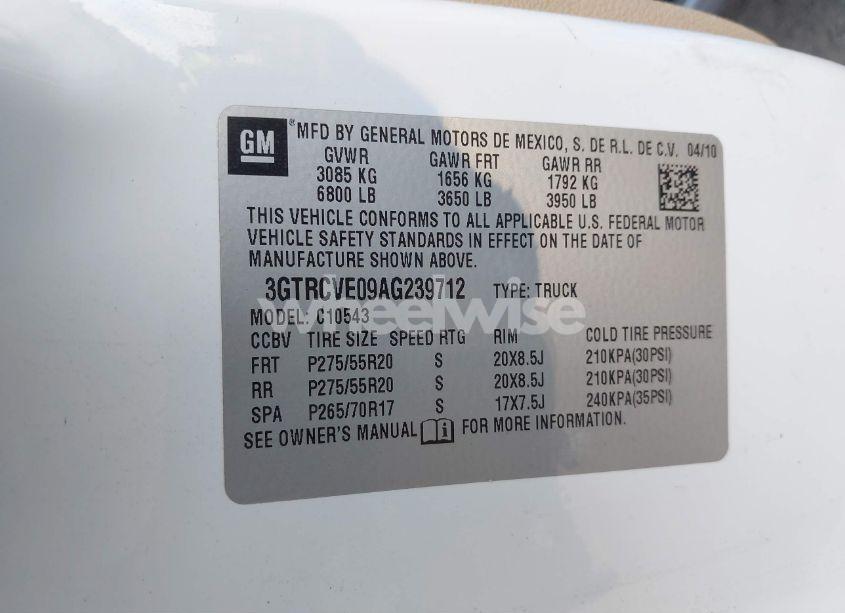 GM
® MFD BY GENERAL MOTORS DE MEXICO, S. DE R.L. DE C.V. 04/10
GVWR GAWR FRT GAWR RR
3085 KG 1656 KG 1792 KG
6800 LB 3650 LB 3950 LB
THIS VEHICLE CONFORMS TO ALL APPLICABLE U.S. FEDERAL MOTOR
VEHICLE SAFETY STANDARDS IN EFFECT ON THE DATE OF
MANUFACTURE SHOWN ABOVE.
3GTRCVE09AG239712 TYPE: TRUCK
wheelwise
MODEL: C10543
CCBV TIRE SIZE SPEED RTG RIM COLD TIRE PRESSURE
FRT P275/55R20 S 20X8.5J 210KPA(30PSI)
RR P275/55R20 S 20X8.5J 210KPA(30PSI)
SPA P265/70R17 S 17X7.5J 240KPA(35PSI)
SEE OWNER'S MANUAL i FOR MORE INFORMATION.